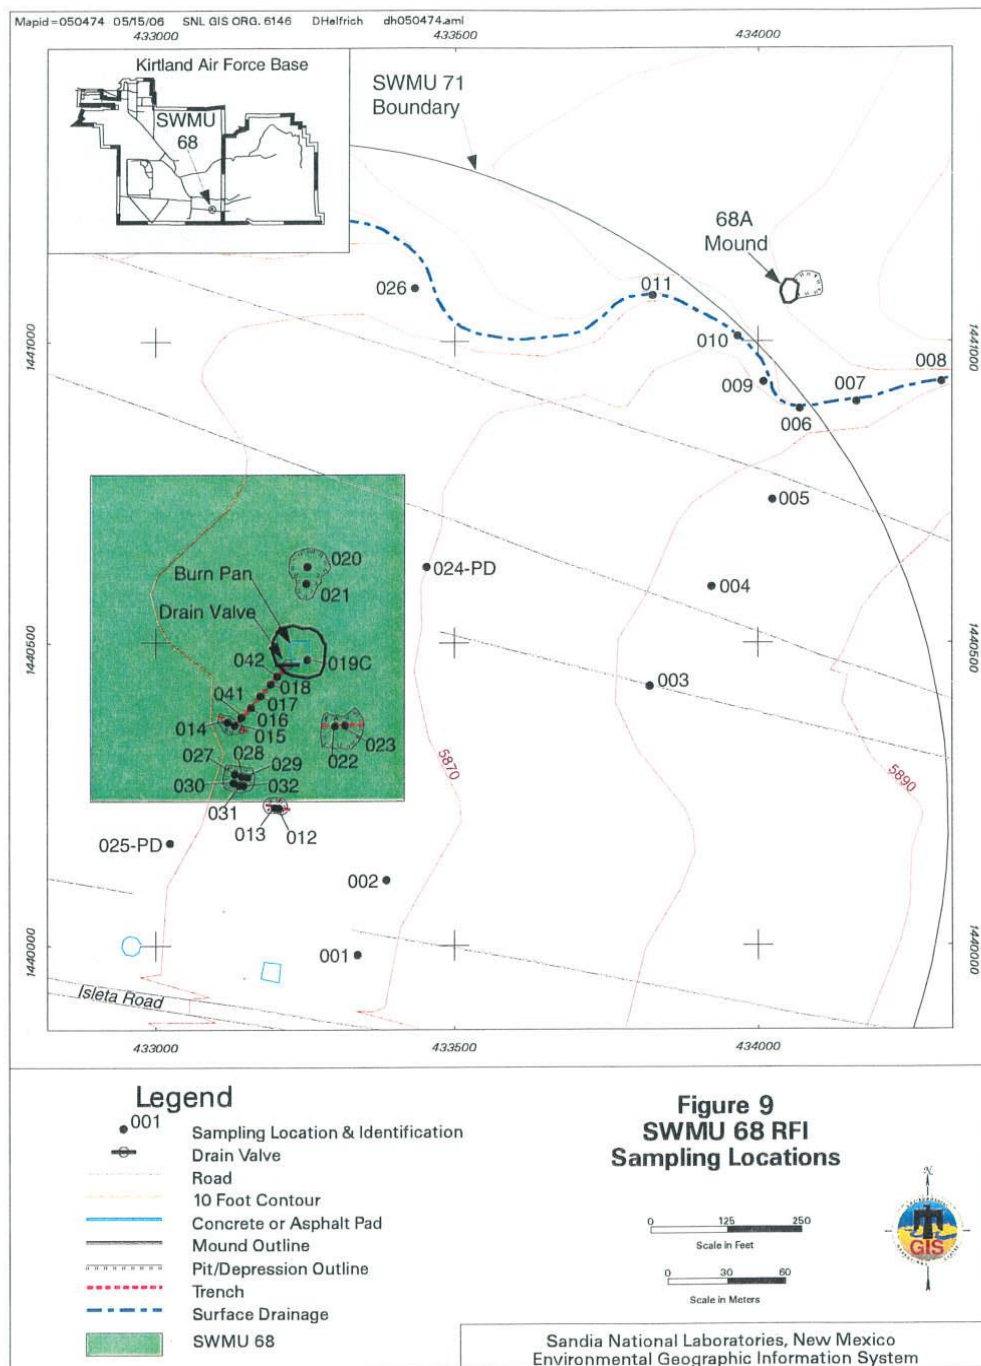 Mapid=050474 05/15/06 SNL GIS ORG. 6146 DHelfrich dh050474.aml
433000 433500 434000
Kirtland Air Force Base
SWMU
68
SWMU 71
Boundary
68A
Mound
026
011
010
1441000
1441000
009
008
007
006
005
020
024-PD
021
004
Burn Pan
Drain Valve
1440500
1440500
042
019C
018
003
041
017
016
014
015
023
022
028
027
029
030
032
031
013
012
5870
5890
025-PD
002
001
1440000
1440000
Isleta Road
433000 433500 434000
Legend
001
Sampling Location & Identification
Drain Valve
Road
10 Foot Contour
Concrete or Asphalt Pad
Mound Outline
Pit/Depression Outline
Trench
Surface Drainage
SWMU 68
Figure 9
SWMU 68 RFI
Sampling Locations
0 125 250
Scale in Feet
0 30 60
Scale in Meters
N
GIS
Sandia National Laboratories, New Mexico
Environmental Geographic Information System